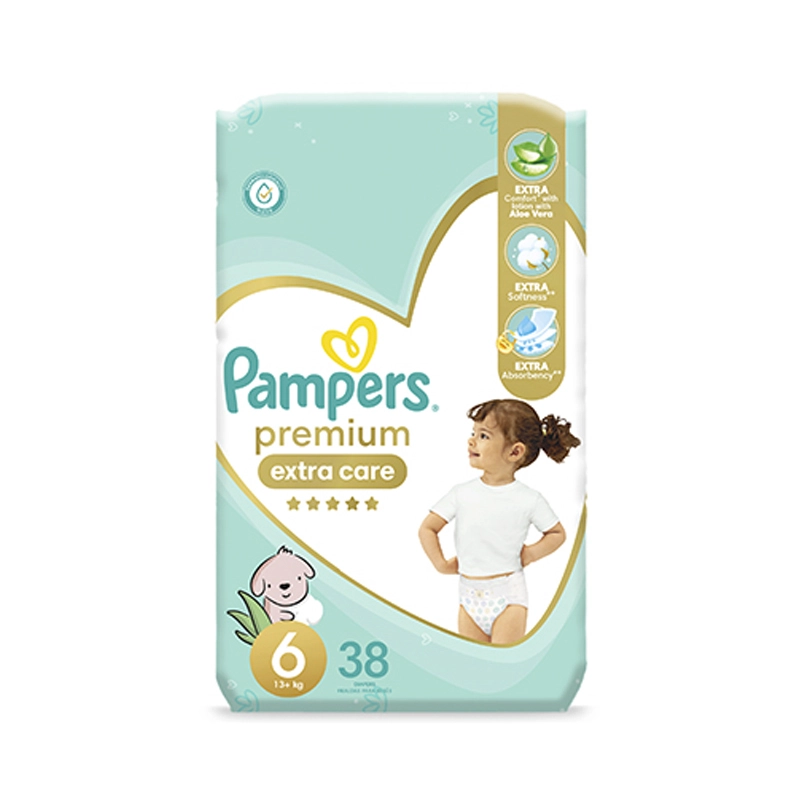 EXTRA
Comfort* with
lotion with
Aloe Vera
EXTRA
Softness**
EXTRA
Absorbency**
Pampers®
premium
extra care
6
13+ kg
38